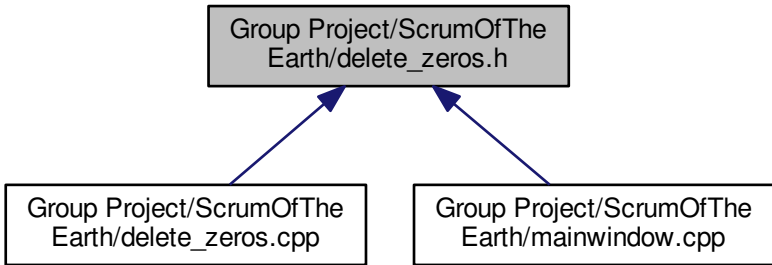 Group Project/ScrumOfThe
Earth/delete_zeros.h
Group Project/ScrumOfThe
Earth/delete_zeros.cpp
Group Project/ScrumOfThe
Earth/mainwindow.cpp